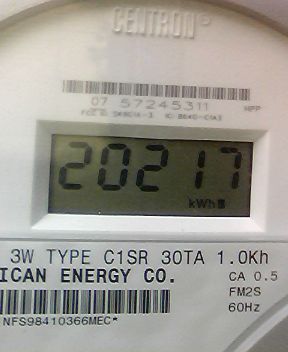 CENTRON®
07 57245311
20217
kWh
3W TYPE C1SR 30TA 1.0Kh
ICAN ENERGY CO.
CA 0.5
FM2S
60Hz
NFS98410366MEC*